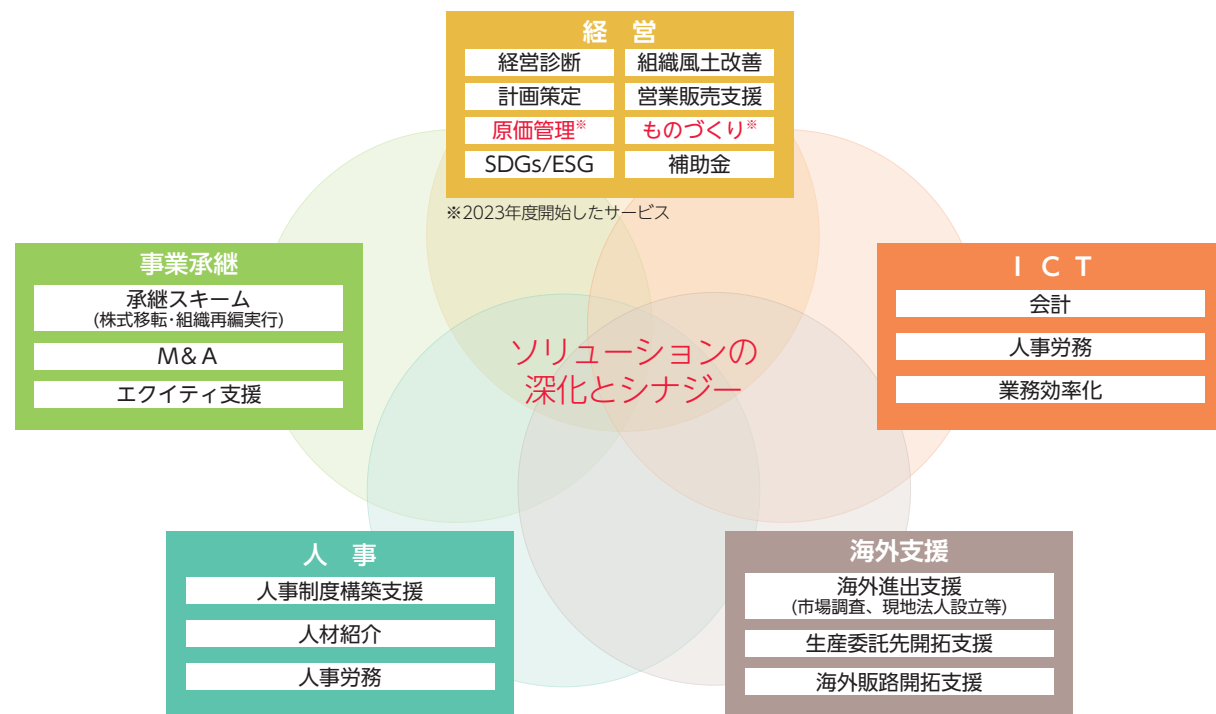 経　営
経営診断
組織風土改善
計画策定
営業販売支援
原価管理※
ものづくり※
SDGs/ESG
補助金
※2023年度開始したサービス
事業承継
承継スキーム
(株式移転・組織再編実行)
M&A
エクイティ支援
ＩＣＴ
会計
人事労務
業務効率化
ソリューションの
深化とシナジー
人　事
人事制度構築支援
人材紹介
人事労務
海外支援
海外進出支援
(市場調査、現地法人設立等)
生産委託先開拓支援
海外販路開拓支援